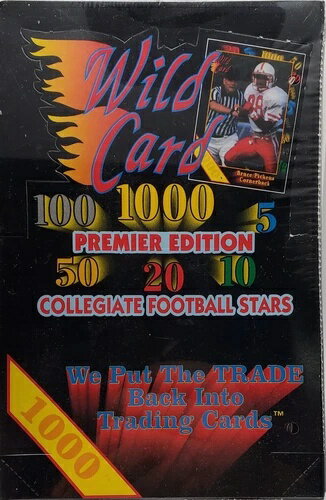 Wild
Card
Bruce Pickens
Cornerback
100 1000 5
PREMIER EDITION
50 20 10
COLLEGIATE FOOTBALL STARS
We Put The TRADE
Back Into
Trading Cards™
1000